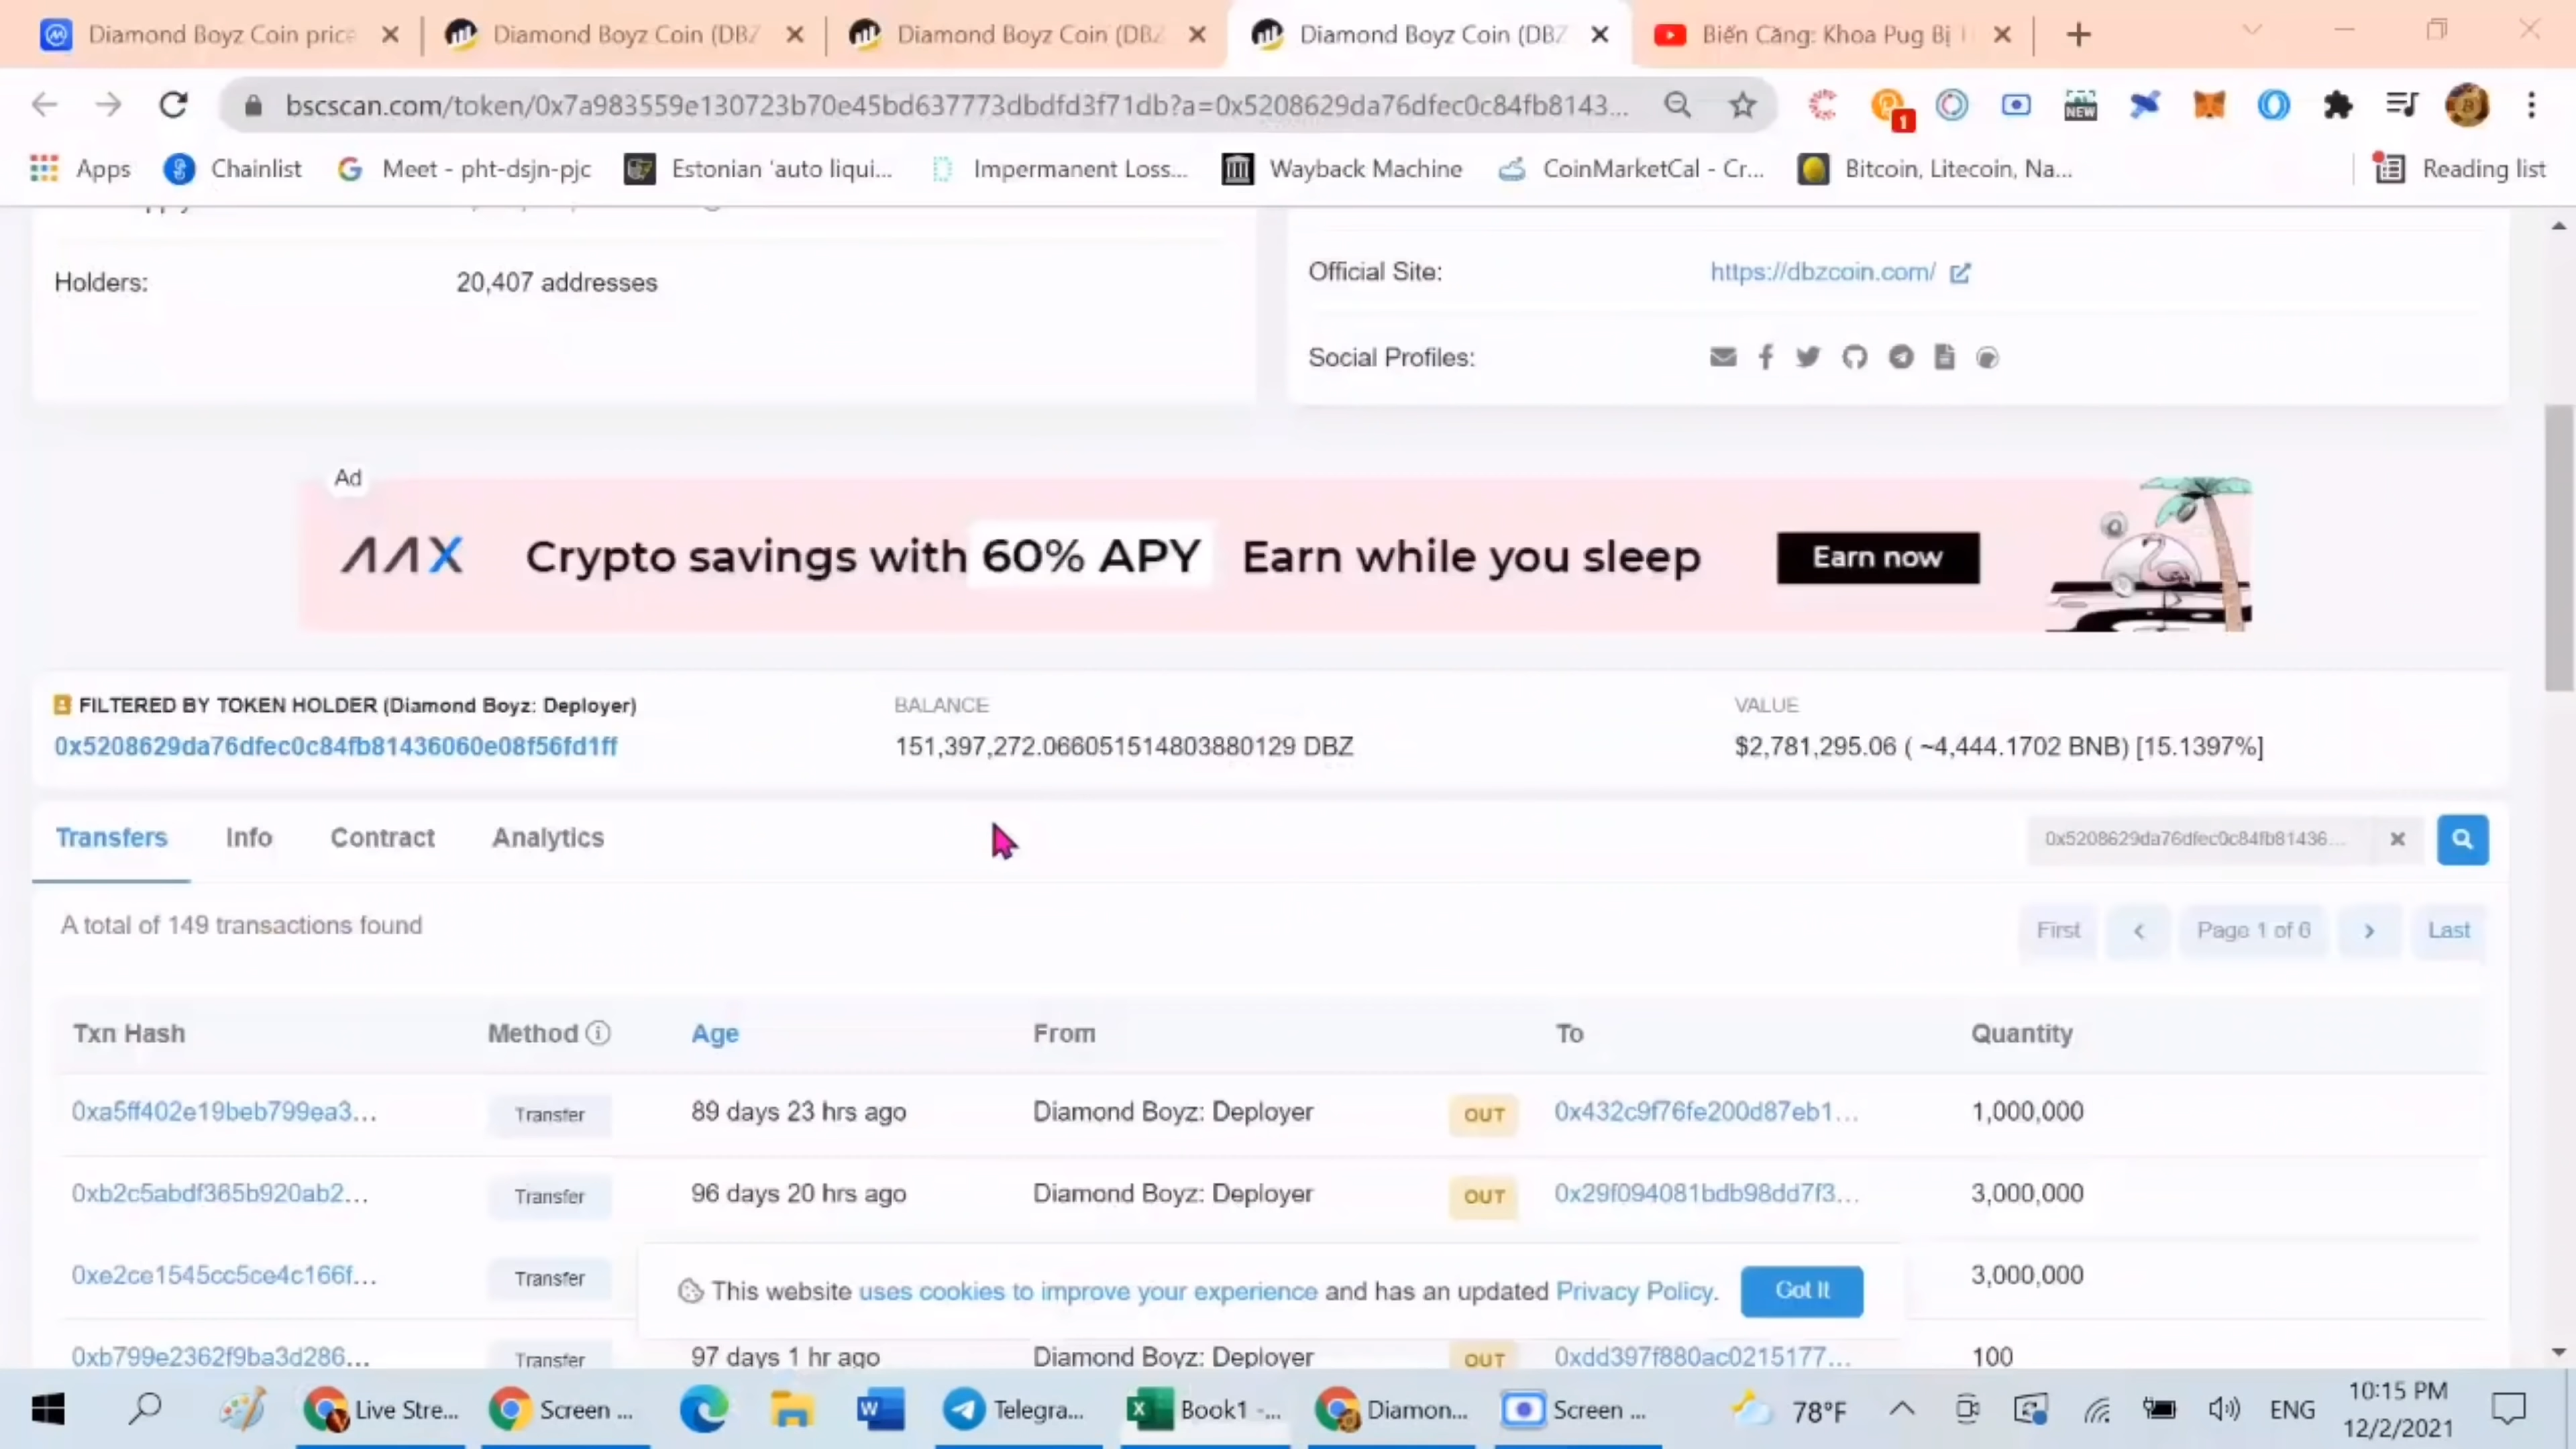 Diamond Boyz Coin price
Diamond Boyz Coin (DBZ
Diamond Boyz Coin (DBZ
Diamond Boyz Coin (DBZ
Biến Căng: Khoa Pug Bị
bscscan.com/token/0x7a983559e130723b70e45bd637773dbdfd3f71db?a=0x5208629da76dfec0c84fb8143...
1
NEW
Apps
Chainlist
Meet - pht-dsjn-pjc
Estonian 'auto liqui...
Impermanent Loss...
Wayback Machine
CoinMarketCal - Cr...
Bitcoin, Litecoin, Na...
Reading list
Holders:
20,407 addresses
Official Site:
https://dbzcoin.com/
Social Profiles:
Ad
AAX
Crypto savings with 60% APY
Earn while you sleep
Earn now
FILTERED BY TOKEN HOLDER (Diamond Boyz: Deployer)
0x5208629da76dfec0c84fb81436060e08f56fd1ff
BALANCE
151,397,272.066051514803880129 DBZ
VALUE
$2,781,295.06 ( ~4,444.1702 BNB) [15.1397%]
Transfers
Info
Contract
Analytics
0x5208629da76dfec0c84fb81436...
A total of 149 transactions found
First
Page 1 of 6
Last
Txn Hash
Method
Age
From
To
Quantity
0xa5ff402e19beb799ea3...
Transfer
89 days 23 hrs ago
Diamond Boyz: Deployer
OUT
0x432c9f76fe200d87eb1...
1,000,000
0xb2c5abdf365b920ab2...
Transfer
96 days 20 hrs ago
Diamond Boyz: Deployer
OUT
0x29f094081bdb98dd7f3...
3,000,000
0xe2ce1545cc5ce4c166f...
Transfer
3,000,000
This website uses cookies to improve your experience and has an updated Privacy Policy.
Got It
0xb799e2362f9ba3d286...
Transfer
97 days 1 hr ago
Diamond Boyz: Deployer
OUT
0xdd397f880ac0215177...
100
Live Stre...
Screen ...
Telegra...
Book1 -...
Diamon...
Screen ...
78°F
ENG
10:15 PM
12/2/2021